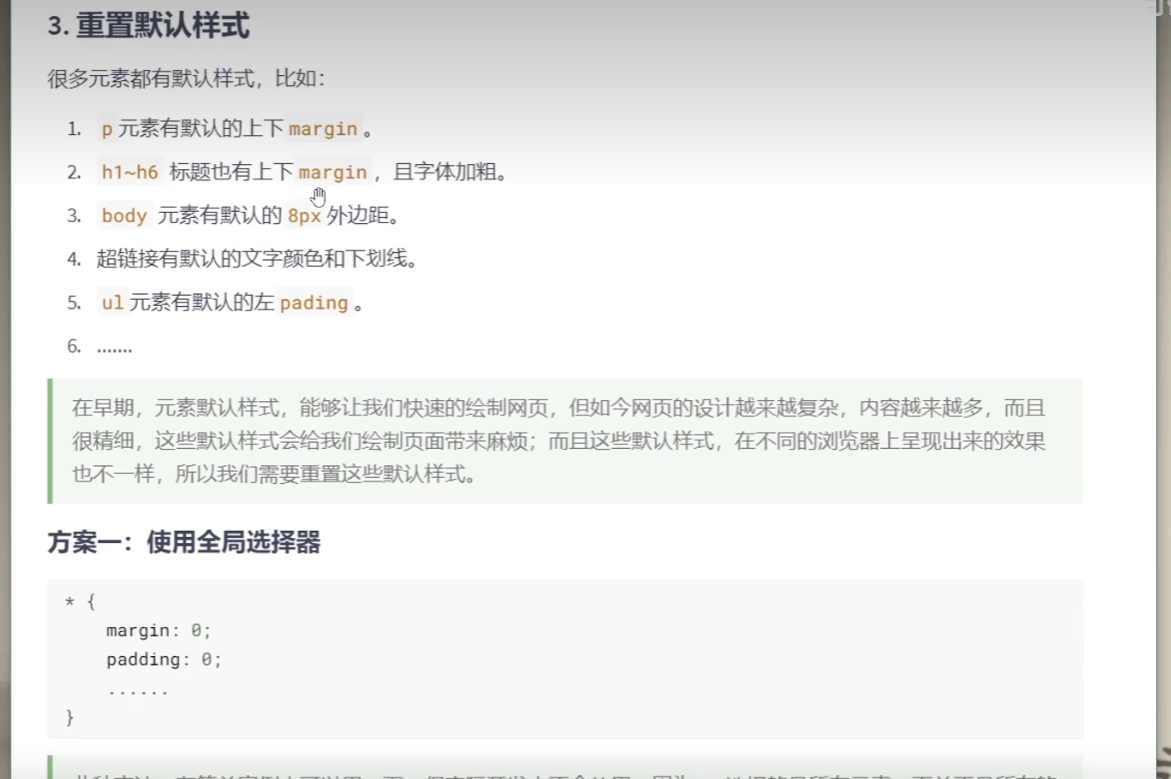 3. 重置默认样式
很多元素都有默认样式，比如：
1. p 元素有默认的上下 margin 。
2. h1~h6 标题也有上下 margin ，且字体加粗。
3. body 元素有默认的 8px 外边距。
4. 超链接有默认的文字颜色和下划线。
5. ul 元素有默认的左 pading 。
6. .......
在早期，元素默认样式，能够让我们快速的绘制网页，但如今网页的设计越来越复杂，内容越来越多，而且
很精细，这些默认样式会给我们绘制页面带来麻烦；而且这些默认样式，在不同的浏览器上呈现出来的效果
也不一样，所以我们需要重置这些默认样式。
方案一：使用全局选择器
* {
margin: 0;
padding: 0;
......
}